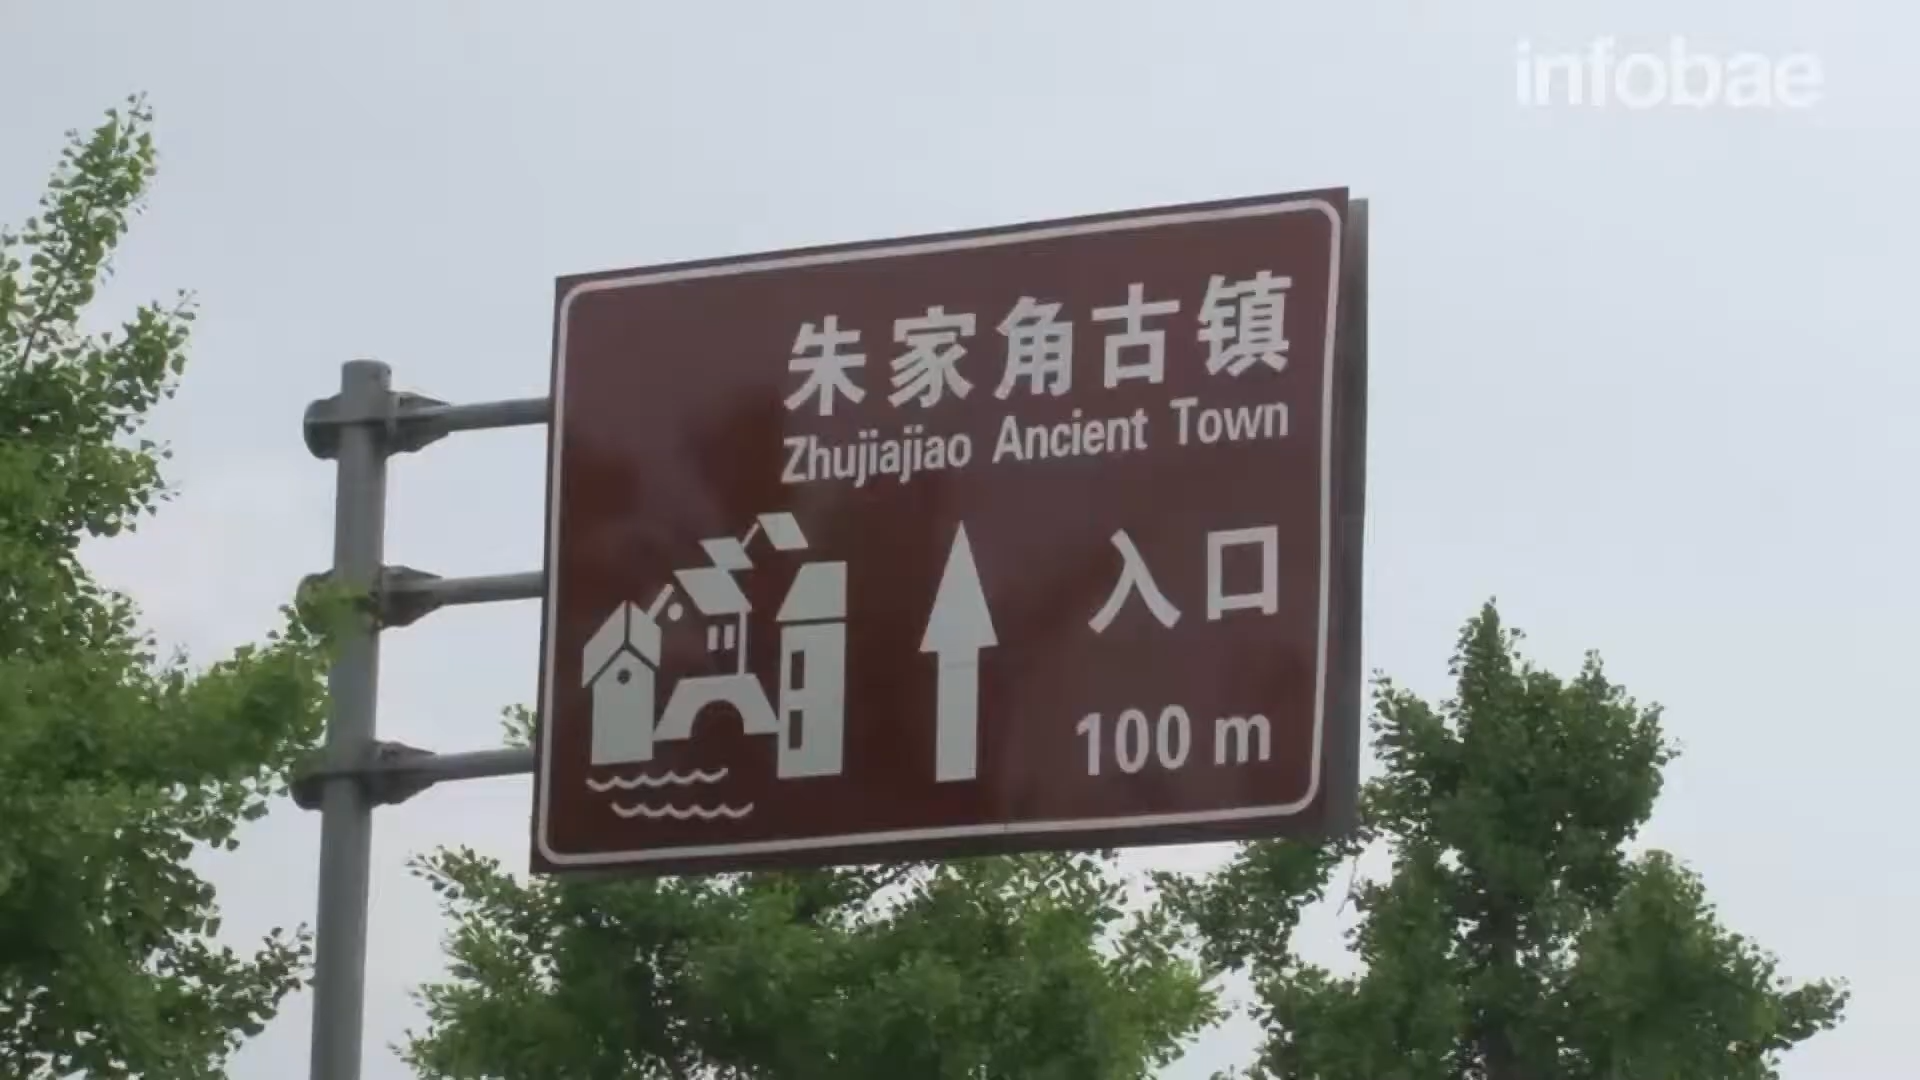 infobae
朱家角古镇
Zhujiajiao Ancient Town
入口
100 m